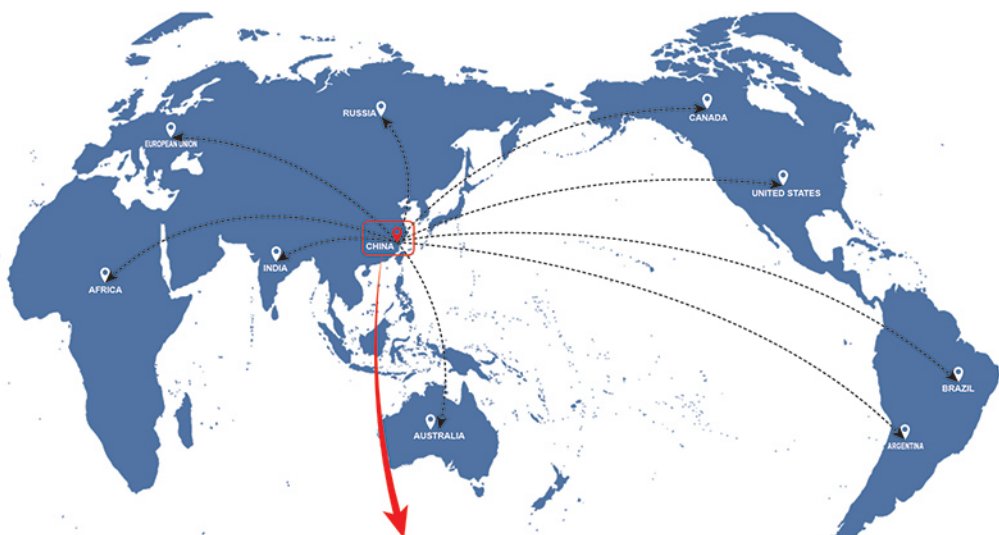 RUSSIA
CANADA
EUROPEAN UNION
UNITED STATES
CHINA
INDIA
AFRICA
BRAZIL
AUSTRALIA
ARGENTINA